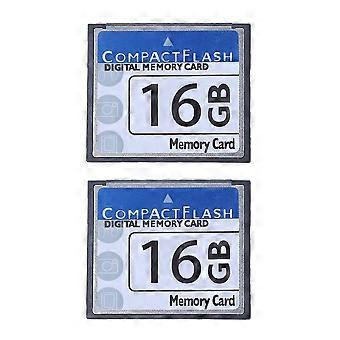 COMPACTFLASH
DIGITAL MEMORY CARD
16GB
Memory Card
COMPACTFLASH
DIGITAL MEMORY CARD
16GB
Memory Card